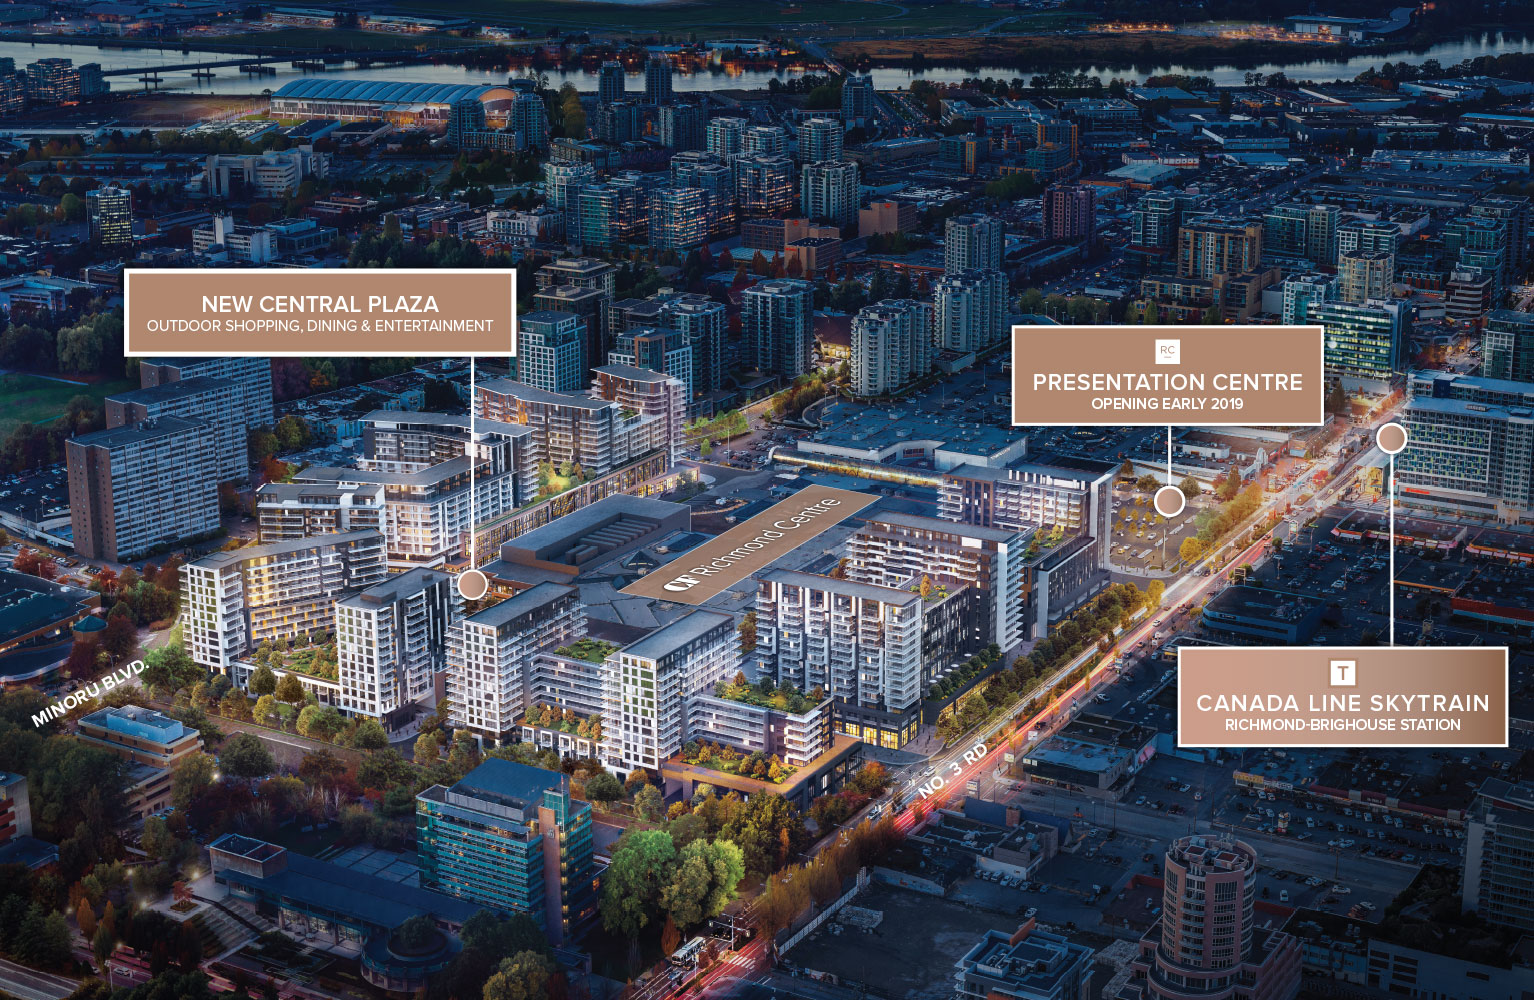 NEW CENTRAL PLAZA
OUTDOOR SHOPPING, DINING & ENTERTAINMENT
RC
PRESENTATION CENTRE
OPENING EARLY 2019
CF Richmond Centre
T
CANADA LINE SKYTRAIN
RICHMOND-BRIGHOUSE STATION
MINORU BLVD.
NO. 3 RD